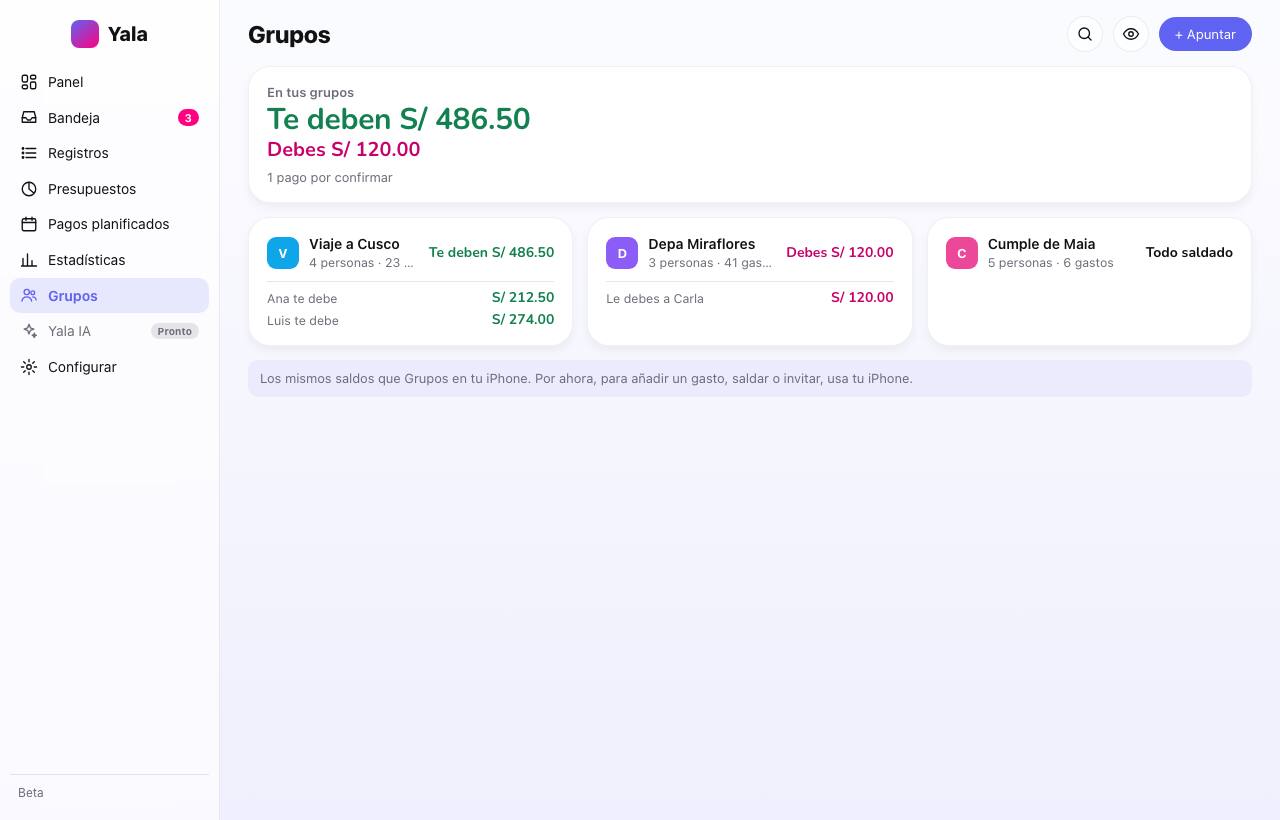 Yala
Panel
Bandeja 3
Registros
Presupuestos
Pagos planificados
Estadísticas
Grupos
Yala IA Pronto
Configurar
Beta
Grupos
+ Apuntar
En tus grupos
Te deben S/ 486.50
Debes S/ 120.00
1 pago por confirmar
V
Viaje a Cusco
4 personas · 23 ...
Te deben S/ 486.50
Ana te debe S/ 212.50
Luis te debe S/ 274.00
D
Depa Miraflores
3 personas · 41 gas...
Debes S/ 120.00
Le debes a Carla S/ 120.00
C
Cumple de Maia
5 personas · 6 gastos
Todo saldado
Los mismos saldos que Grupos en tu iPhone. Por ahora, para añadir un gasto, saldar o invitar, usa tu iPhone.